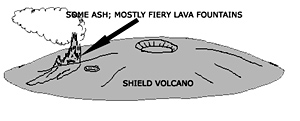 SOME ASH; MOSTLY FIERY LAVA FOUNTAINS
SHIELD VOLCANO